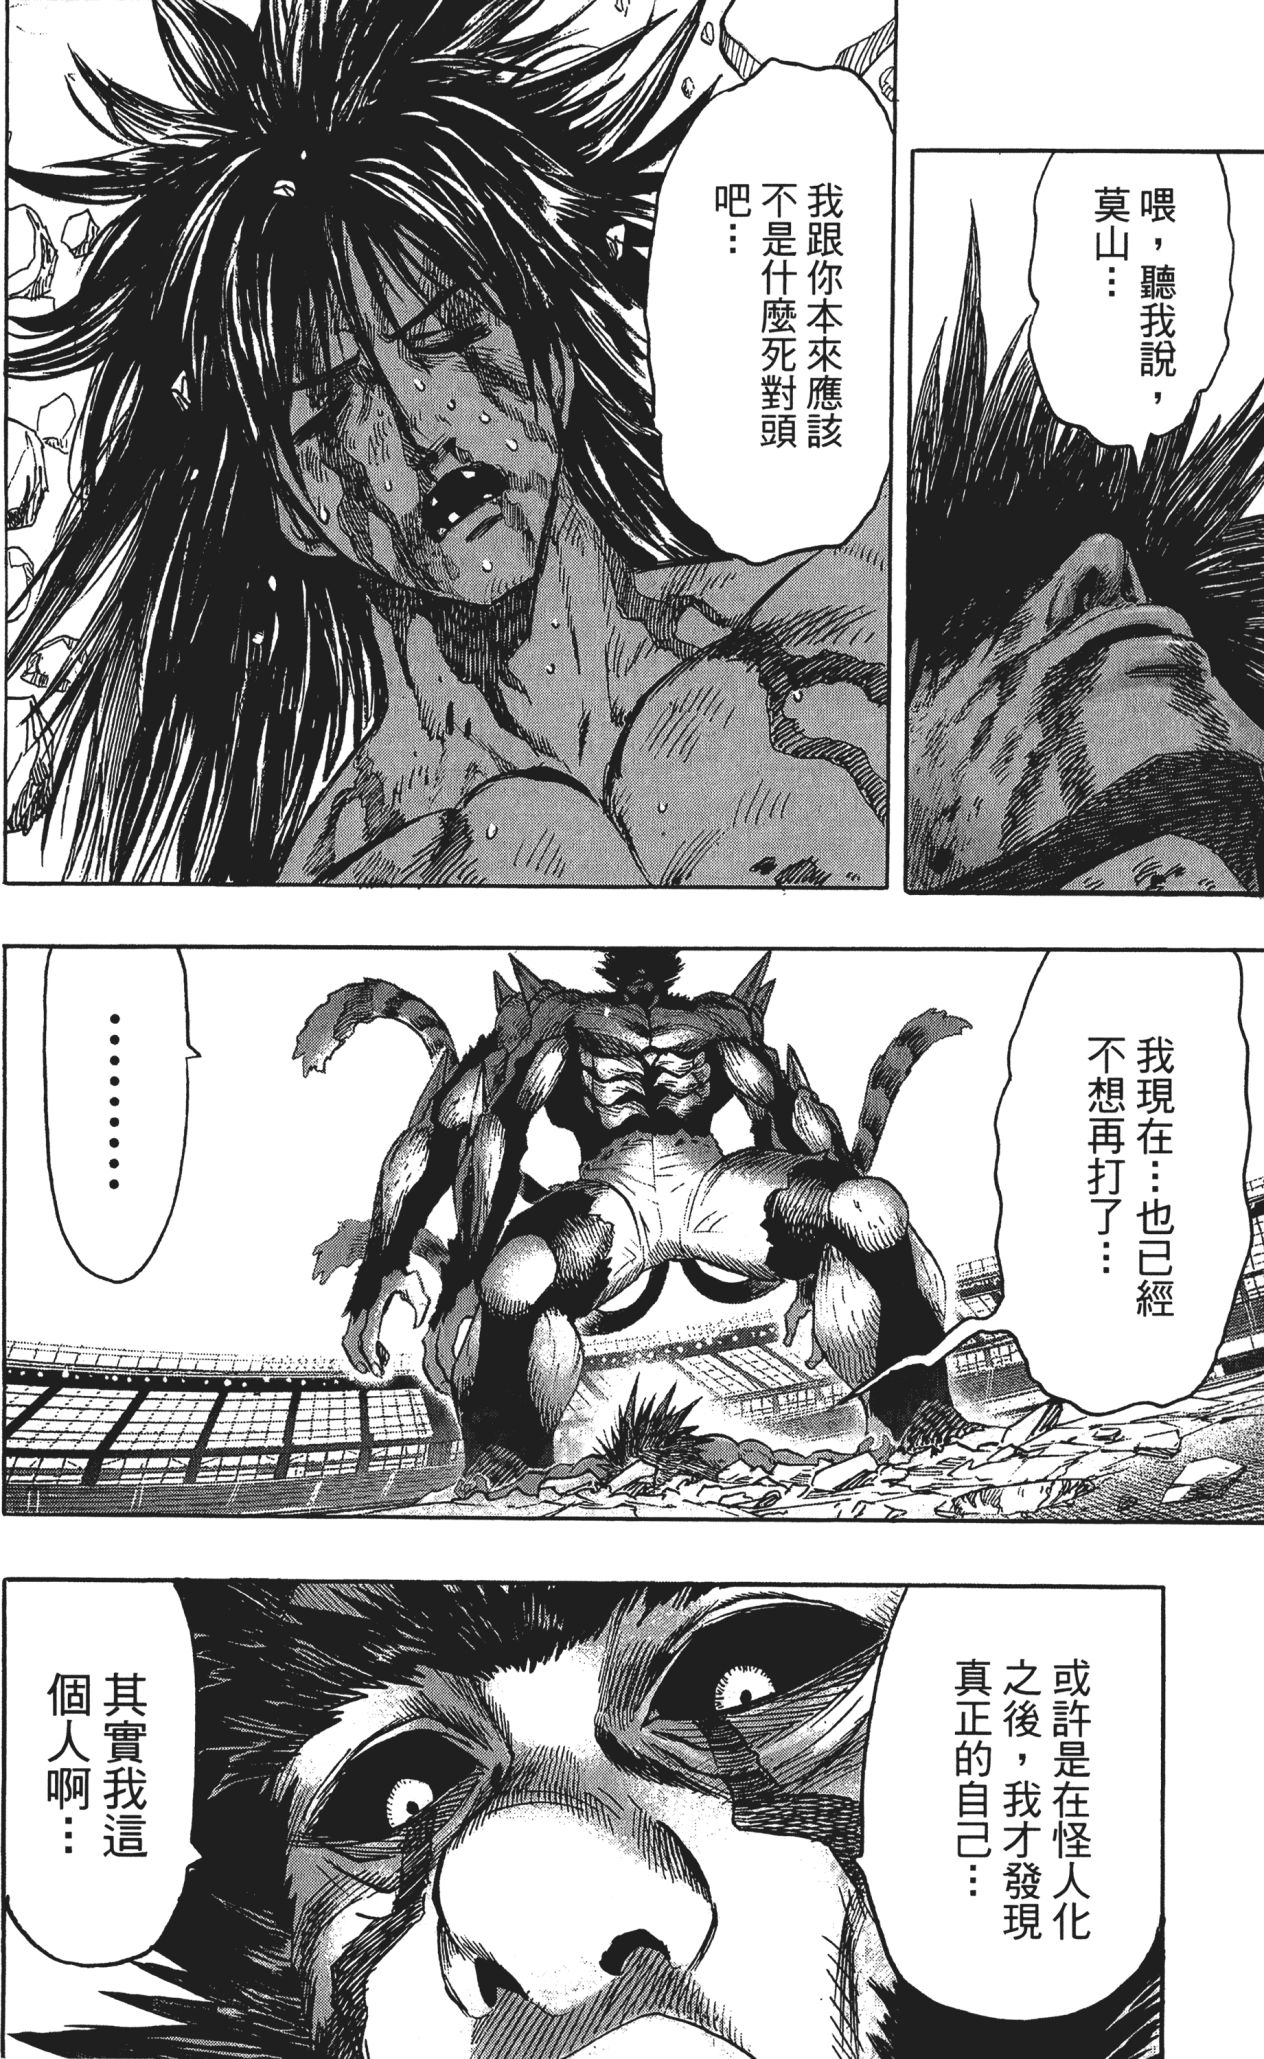 喂，聽我說，
莫山…
我跟你本來應該
不是什麼死對頭
吧…
我現在…也已經
不想再打了…
………
或許是在怪人化
之後，我才發現
真正的自己…
其實我這
個人啊…